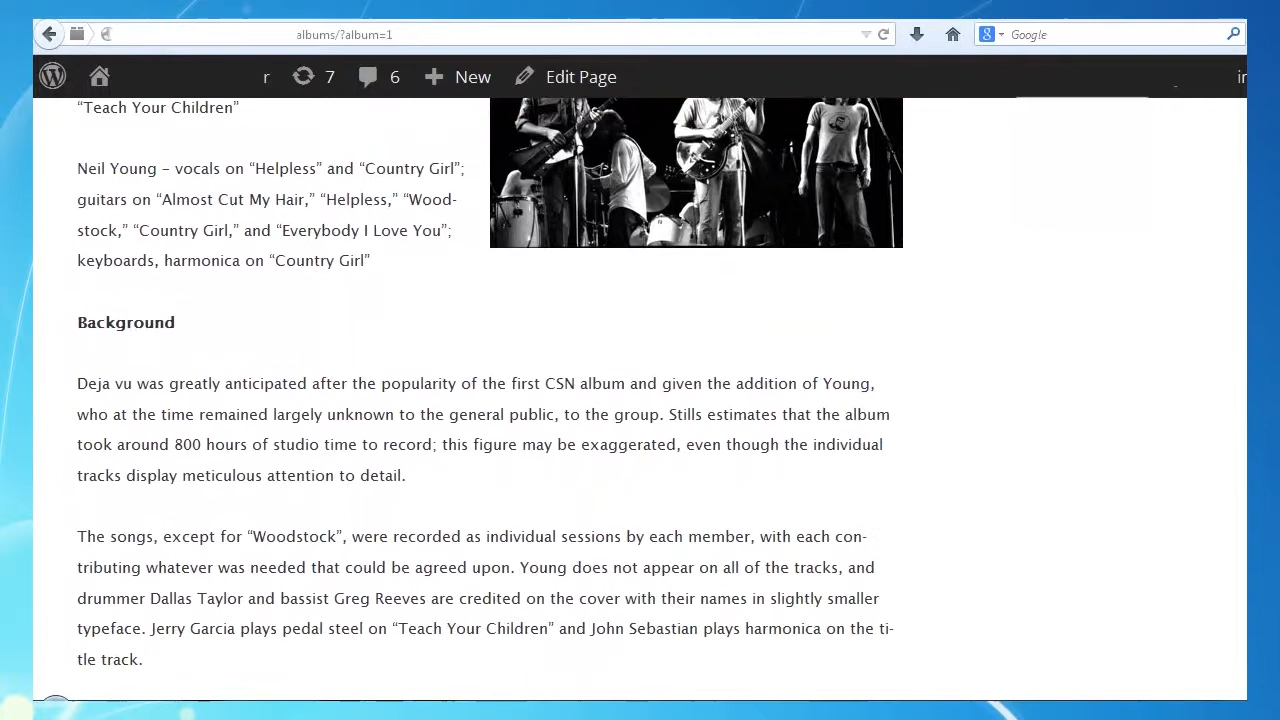 albums/?album=1
8
Google
r
7
6
New
Edit Page
“Teach Your Children”
Neil Young – vocals on “Helpless” and “Country Girl”;
guitars on “Almost Cut My Hair,” “Helpless,” “Wood-
stock,” “Country Girl,” and “Everybody I Love You”;
keyboards, harmonica on “Country Girl”
Background
Deja vu was greatly anticipated after the popularity of the first CSN album and given the addition of Young,
who at the time remained largely unknown to the general public, to the group. Stills estimates that the album
took around 800 hours of studio time to record; this figure may be exaggerated, even though the individual
tracks display meticulous attention to detail.
The songs, except for “Woodstock”, were recorded as individual sessions by each member, with each con-
tributing whatever was needed that could be agreed upon. Young does not appear on all of the tracks, and
drummer Dallas Taylor and bassist Greg Reeves are credited on the cover with their names in slightly smaller
typeface. Jerry Garcia plays pedal steel on “Teach Your Children” and John Sebastian plays harmonica on the ti-
tle track.